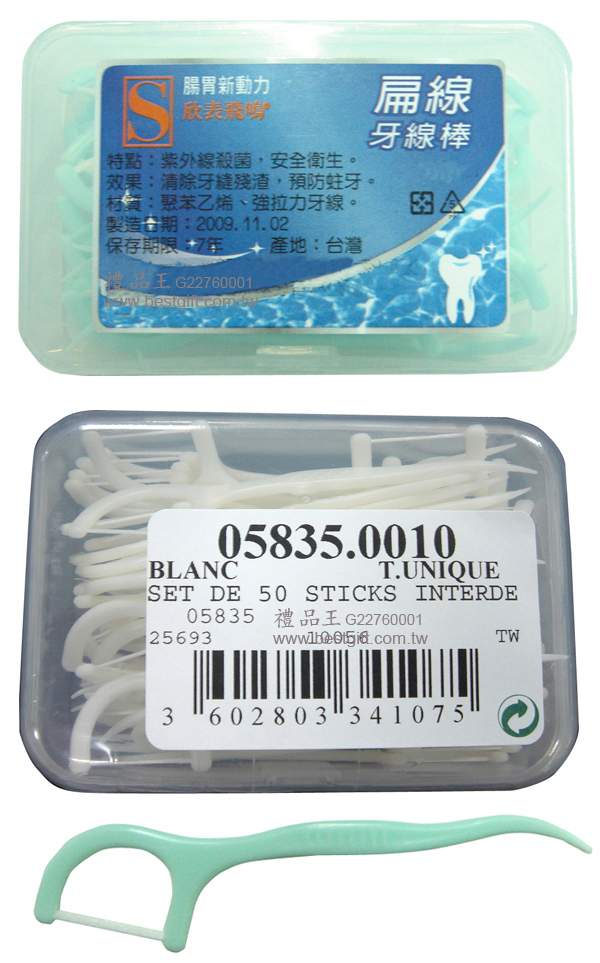 S
腸胃新動力
欣表飛鳴
扁線
牙線棒
特點：紫外線殺菌，安全衛生。
效果：清除牙縫殘渣，預防蛀牙。
材質：聚苯乙烯、強拉力牙線。
製造日期：2009.11.02
保存期限：7年 產地：台灣
禮品王 G22760001
www.bestgift.com.tw
05835.0010
BLANC T.UNIQUE
SET DE 50 STICKS INTERDE
05835 禮品王 G22760001
25693 10056 TW
www.bestgift.com.tw
3 602803 341075